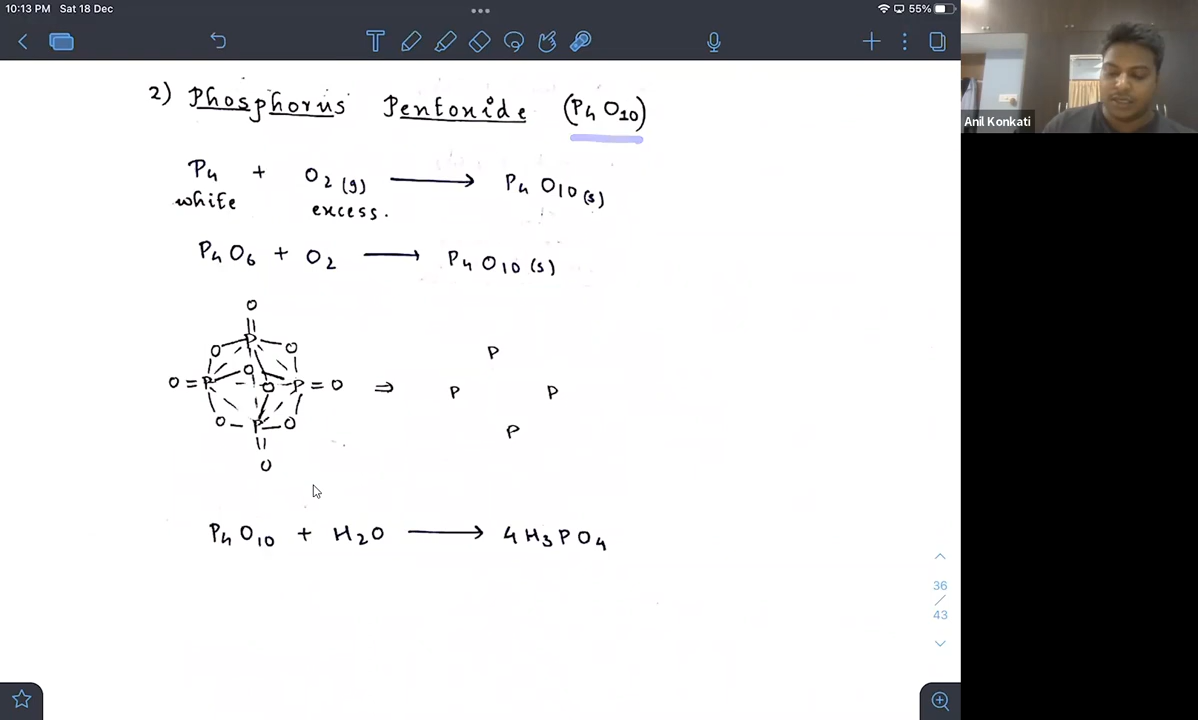 10:13 PM Sat 18 Dec
55%
Anil Konkati
2) Phosphorus Pentoxide (P4O10)
P4 + O2(g) ⟶ P4O10(s)
white excess.
P4O6 + O2 ⟶ P4O10(s)
O
||
P
O O
O
O=P O P=O ⇒
O P O
||
O
P
P P
P
P4O10 + H2O ⟶ 4H3PO4
36
/
43